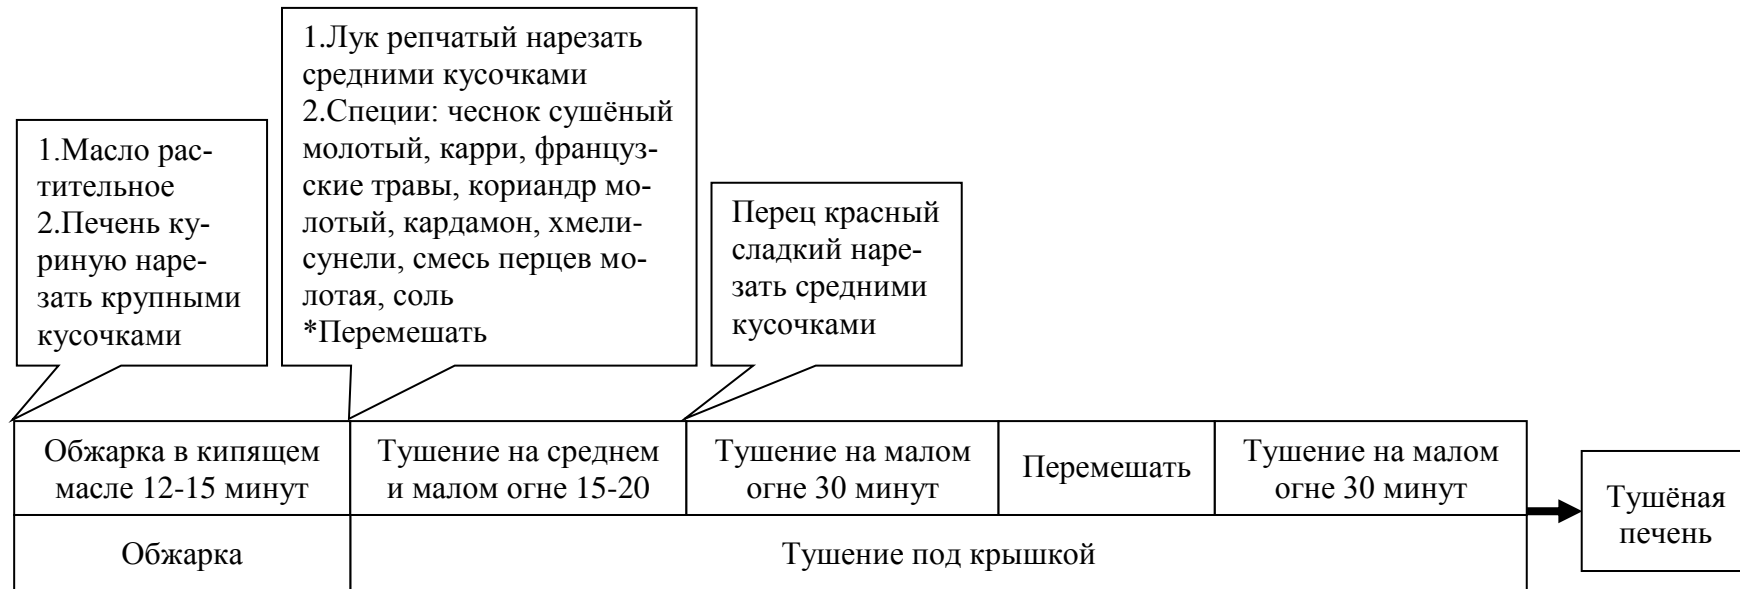 1.Масло рас-
тительное
2.Печень ку-
риную наре-
зать крупными
кусочками
1.Лук репчатый нарезать
средними кусочками
2.Специи: чеснок сушёный
молотый, карри, француз-
ские травы, кориандр мо-
лотый, кардамон, хмели-
сунели, смесь перцев мо-
лотая, соль
*Перемешать
Перец красный
сладкий наре-
зать средними
кусочками
Обжарка в кипящем
масле 12-15 минут
Тушение на среднем
и малом огне 15-20
Тушение на малом
огне 30 минут
Перемешать
Тушение на малом
огне 30 минут
Обжарка
Тушение под крышкой
Тушёная
печень